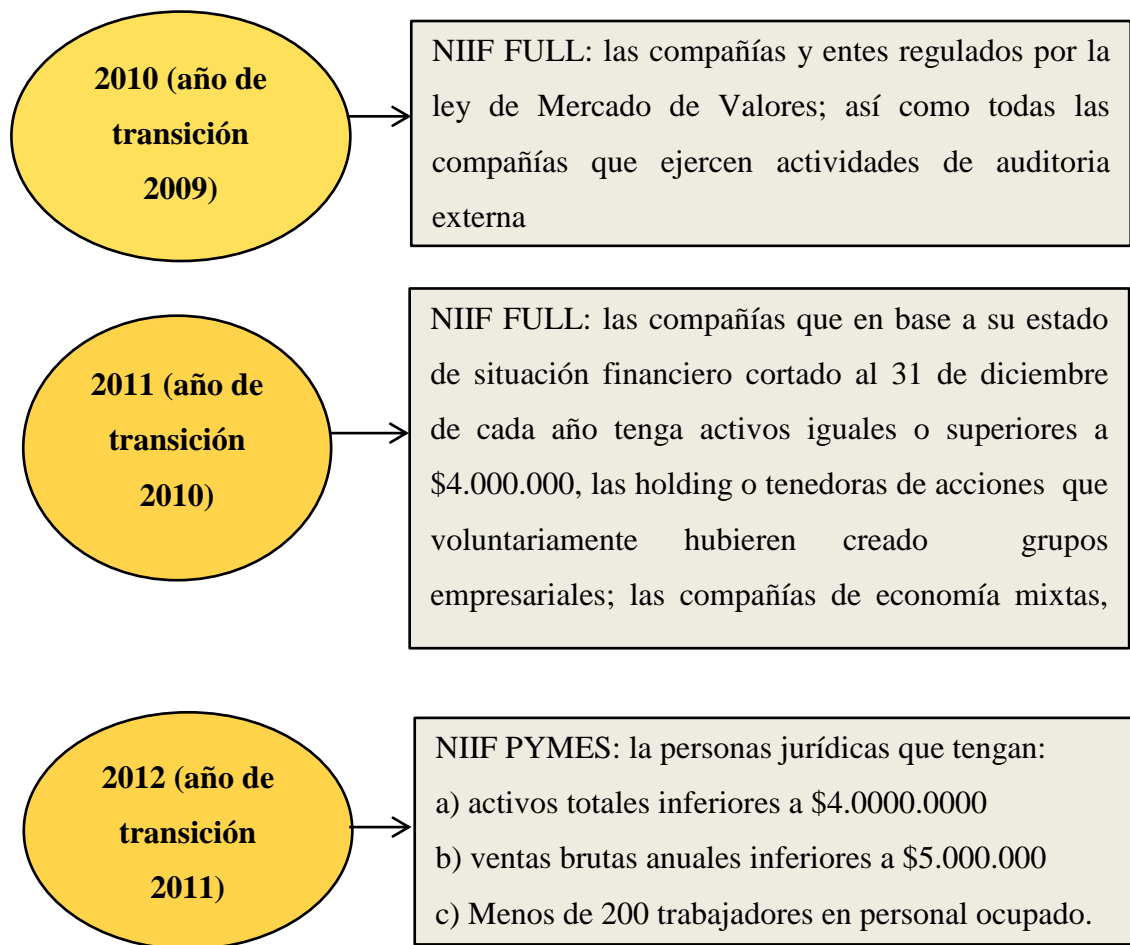 2010 (año de
transición
2009)
NIIF FULL: las compañías y entes regulados por la
ley de Mercado de Valores; así como todas las
compañías que ejercen actividades de auditoria
externa
2011 (año de
transición
2010)
NIIF FULL: las compañías que en base a su estado
de situación financiero cortado al 31 de diciembre
de cada año tenga activos iguales o superiores a
$4.000.000, las holding o tenedoras de acciones que
voluntariamente hubieren creado grupos
empresariales; las compañías de economía mixtas,
2012 (año de
transición
2011)
NIIF PYMES: la personas jurídicas que tengan:
a) activos totales inferiores a $4.0000.0000
b) ventas brutas anuales inferiores a $5.000.000
c) Menos de 200 trabajadores en personal ocupado.